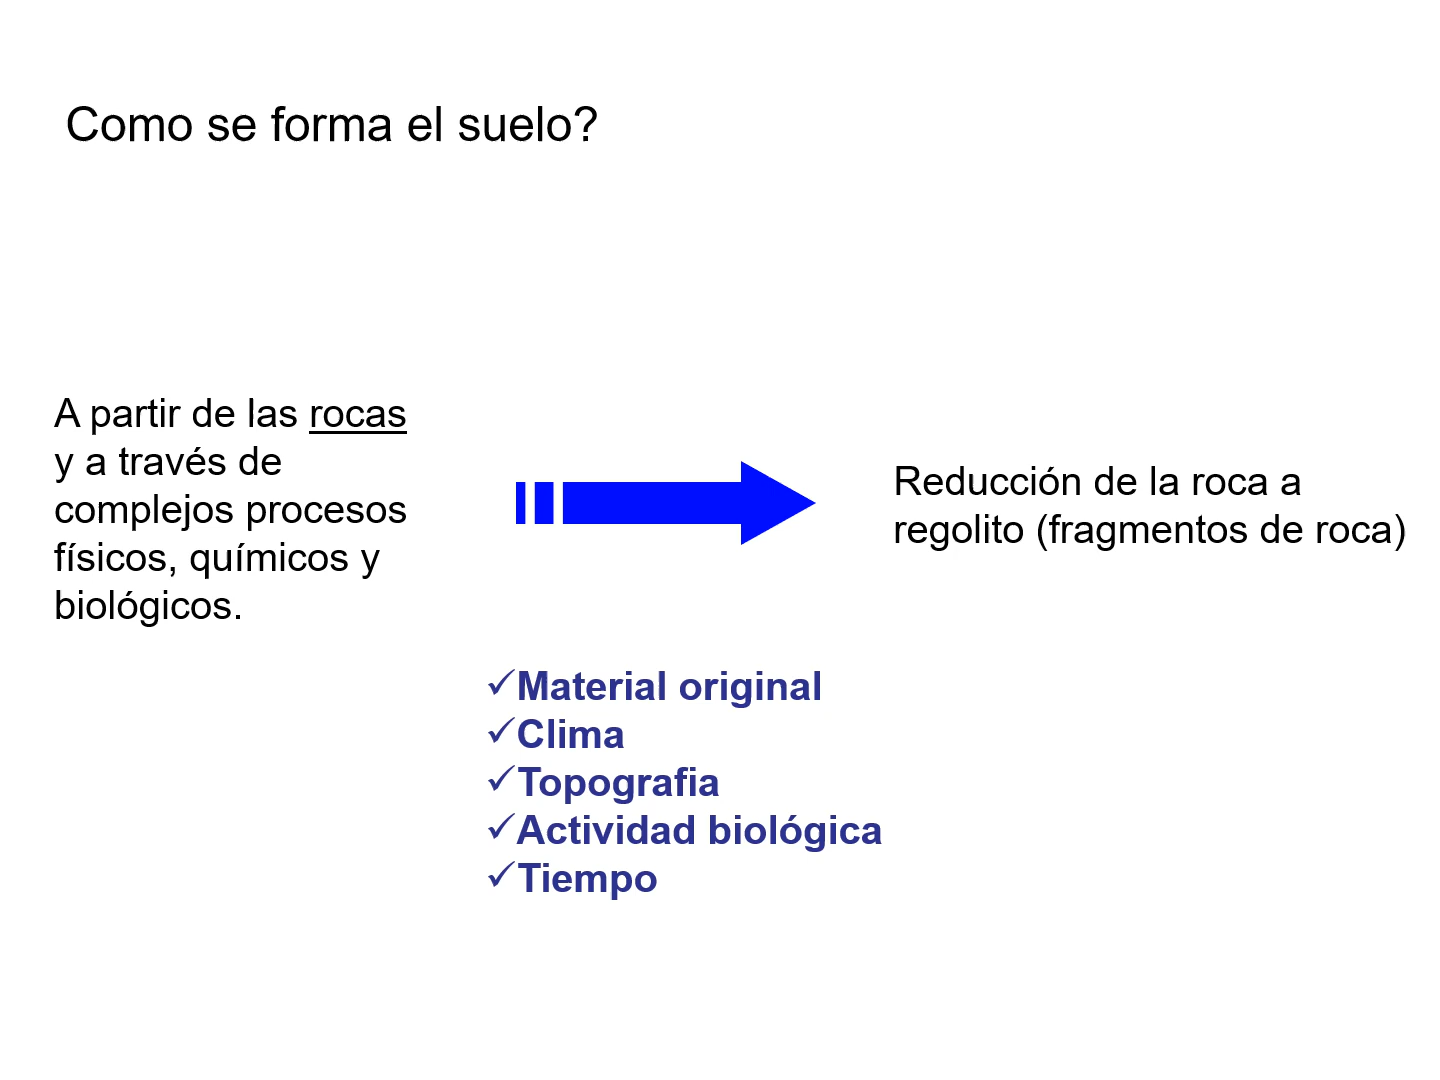 Como se forma el suelo?
A partir de las rocas
y a través de
complejos procesos
físicos, químicos y
biológicos.
Reducción de la roca a
regolito (fragmentos de roca)
✓Material original
✓Clima
✓Topografia
✓Actividad biológica
✓Tiempo